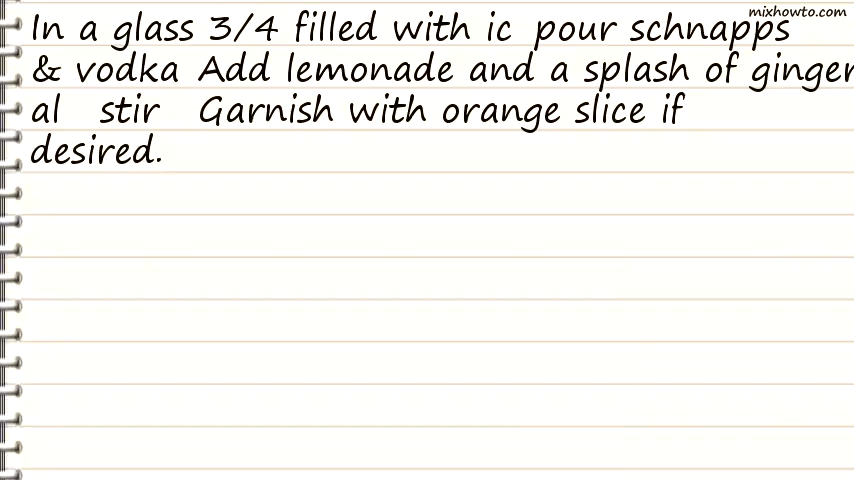 mixhowto.com
In a glass 3/4 filled with ic pour schnapps
& vodka Add lemonade and a splash of ginger
al stir Garnish with orange slice if
desired.